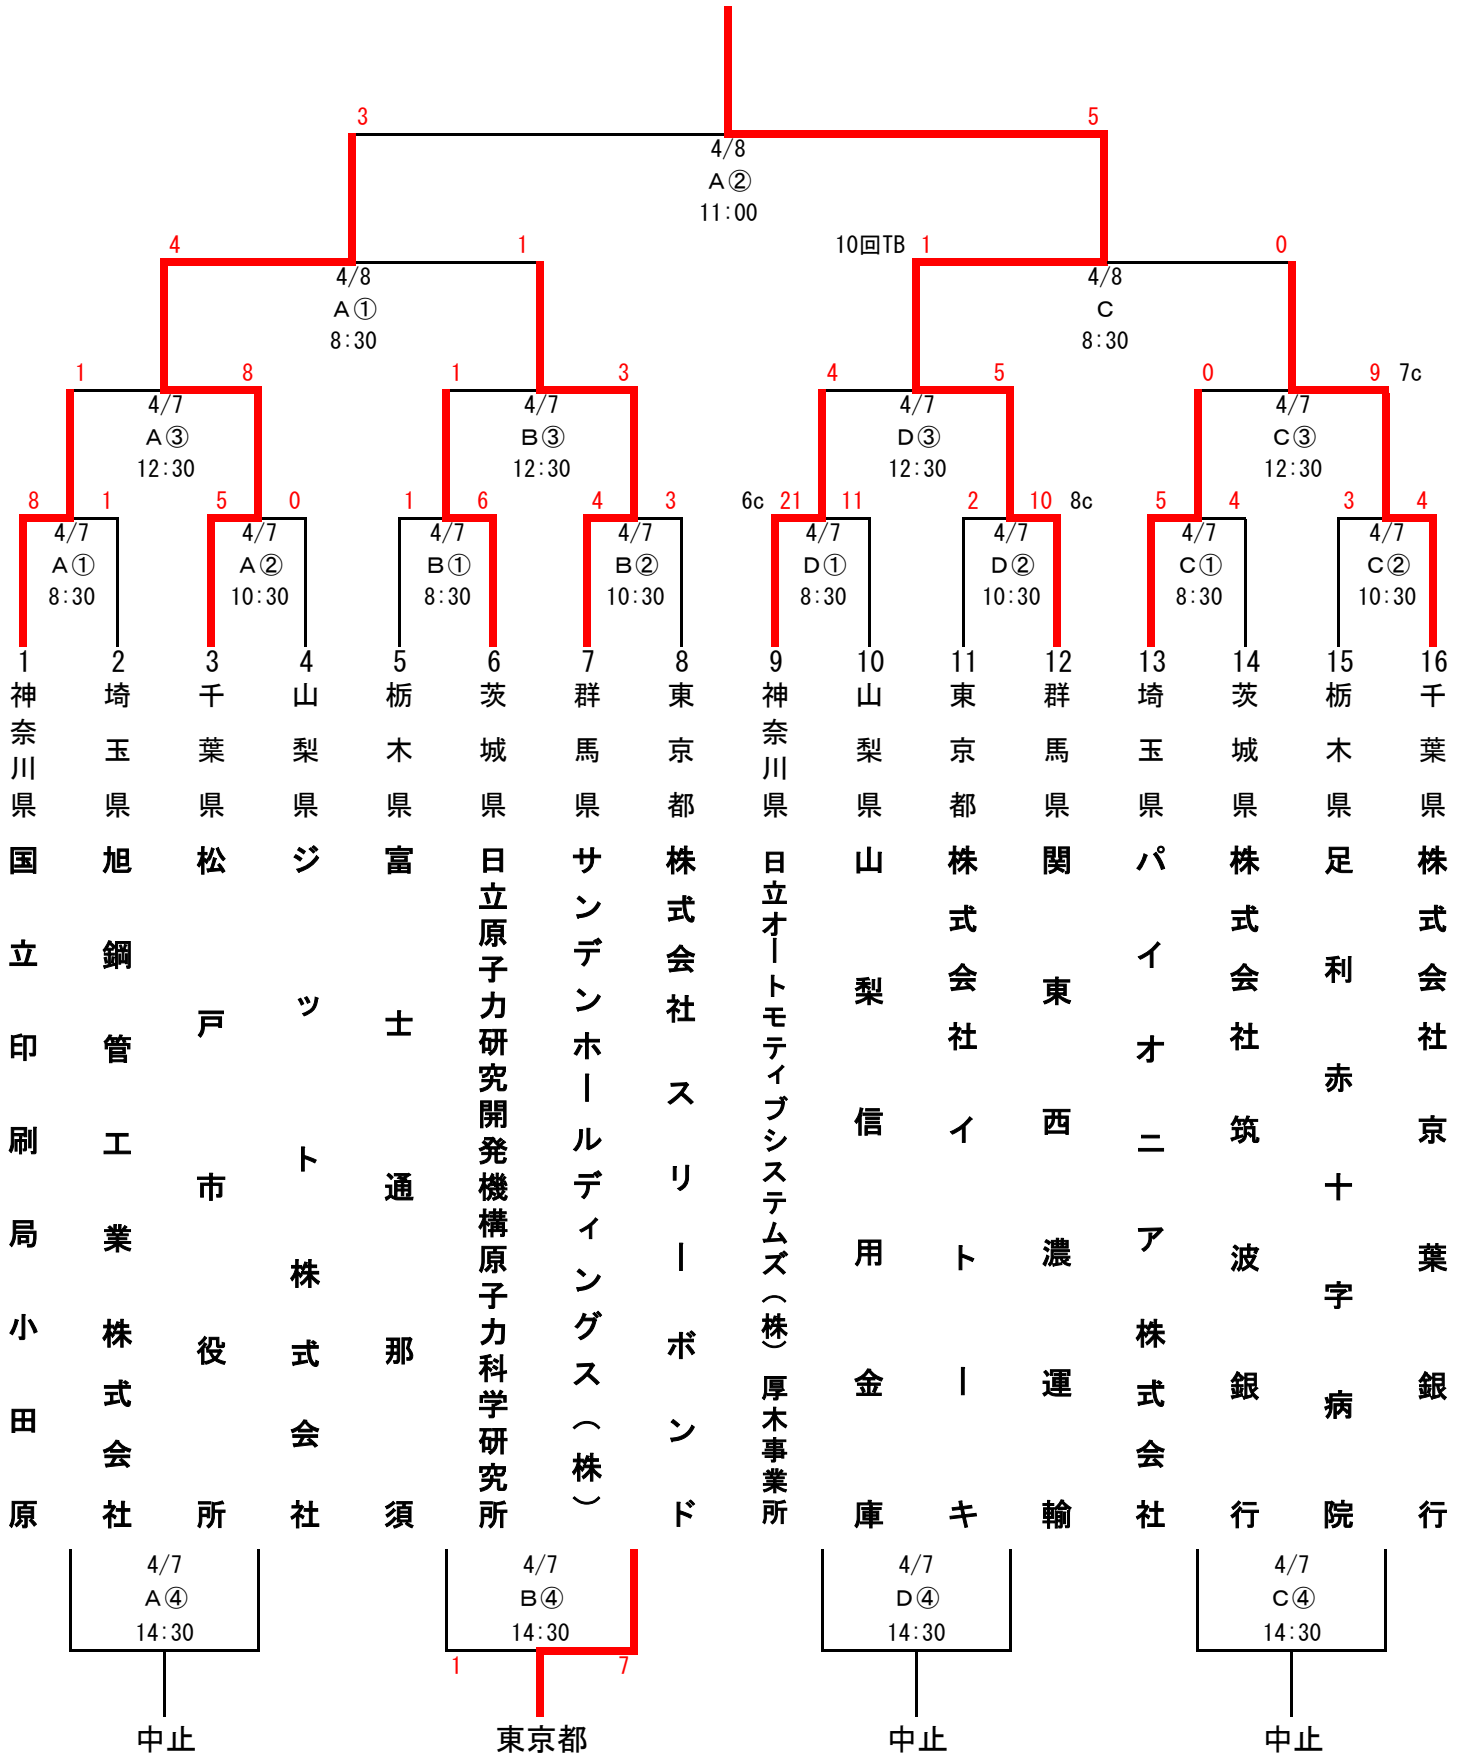 3 5
4/8
A②
11:00
4 1 10回TB 1 0
4/8 4/8
A① C
8:30 8:30
1 8 1 3 4 5 0 9 7c
4/7 4/7 4/7 4/7
A③ B③ D③ C③
12:30 12:30 12:30 12:30
8 1 5 0 1 6 4 3 6c 21 11 2 10 8c 5 4 3 4
4/7 4/7 4/7 4/7 4/7 4/7 4/7 4/7
A① A② B① B② D① D② C① C②
8:30 10:30 8:30 10:30 8:30 10:30 8:30 10:30
1 神奈川県 国立印刷局小田原
2 埼玉県 旭鋼管工業株式会社
3 千葉県 松戸市役所
4 山梨県 ジット株式会社
5 栃木県 富士通那須
6 茨城県 日立原子力研究開発機構原子力科学研究所
7 群馬県 サンデンホールディングス(株)
8 東京都 株式会社スリーボンド
9 神奈川県 日立オートモティブシステムズ(株)厚木事業所
10 山梨県 山梨信用金庫
11 東京都 株式会社イトーキ
12 群馬県 関東西濃運輸
13 埼玉県 パイオニア株式会社
14 茨城県 株式会社筑波銀行
15 栃木県 足利赤十字病院
16 千葉県 株式会社京葉銀行
4/7 4/7 4/7 4/7
A④ B④ D④ C④
14:30 14:30 14:30 14:30
1 7
中止 東京都 中止 中止